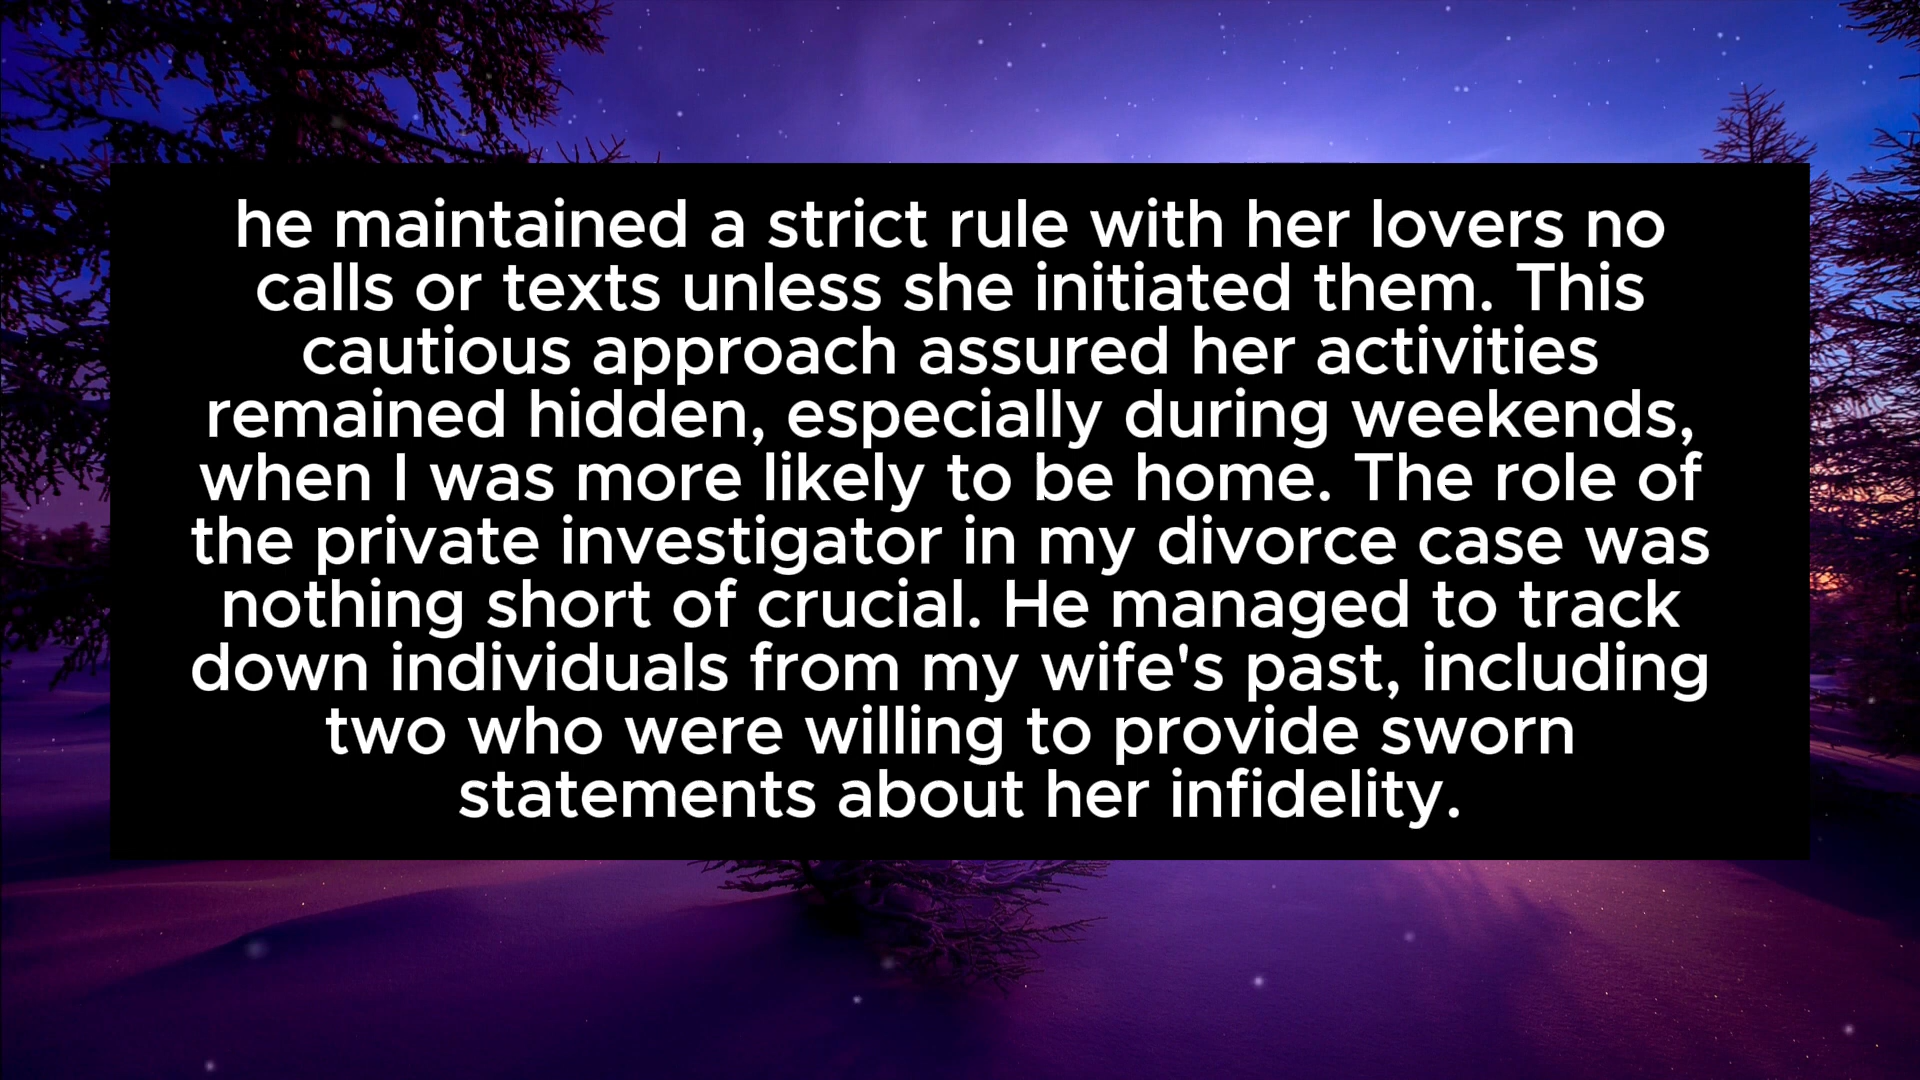 he maintained a strict rule with her lovers no
calls or texts unless she initiated them. This
cautious approach assured her activities
remained hidden, especially during weekends,
when I was more likely to be home. The role of
the private investigator in my divorce case was
nothing short of crucial. He managed to track
down individuals from my wife's past, including
two who were willing to provide sworn
statements about her infidelity.